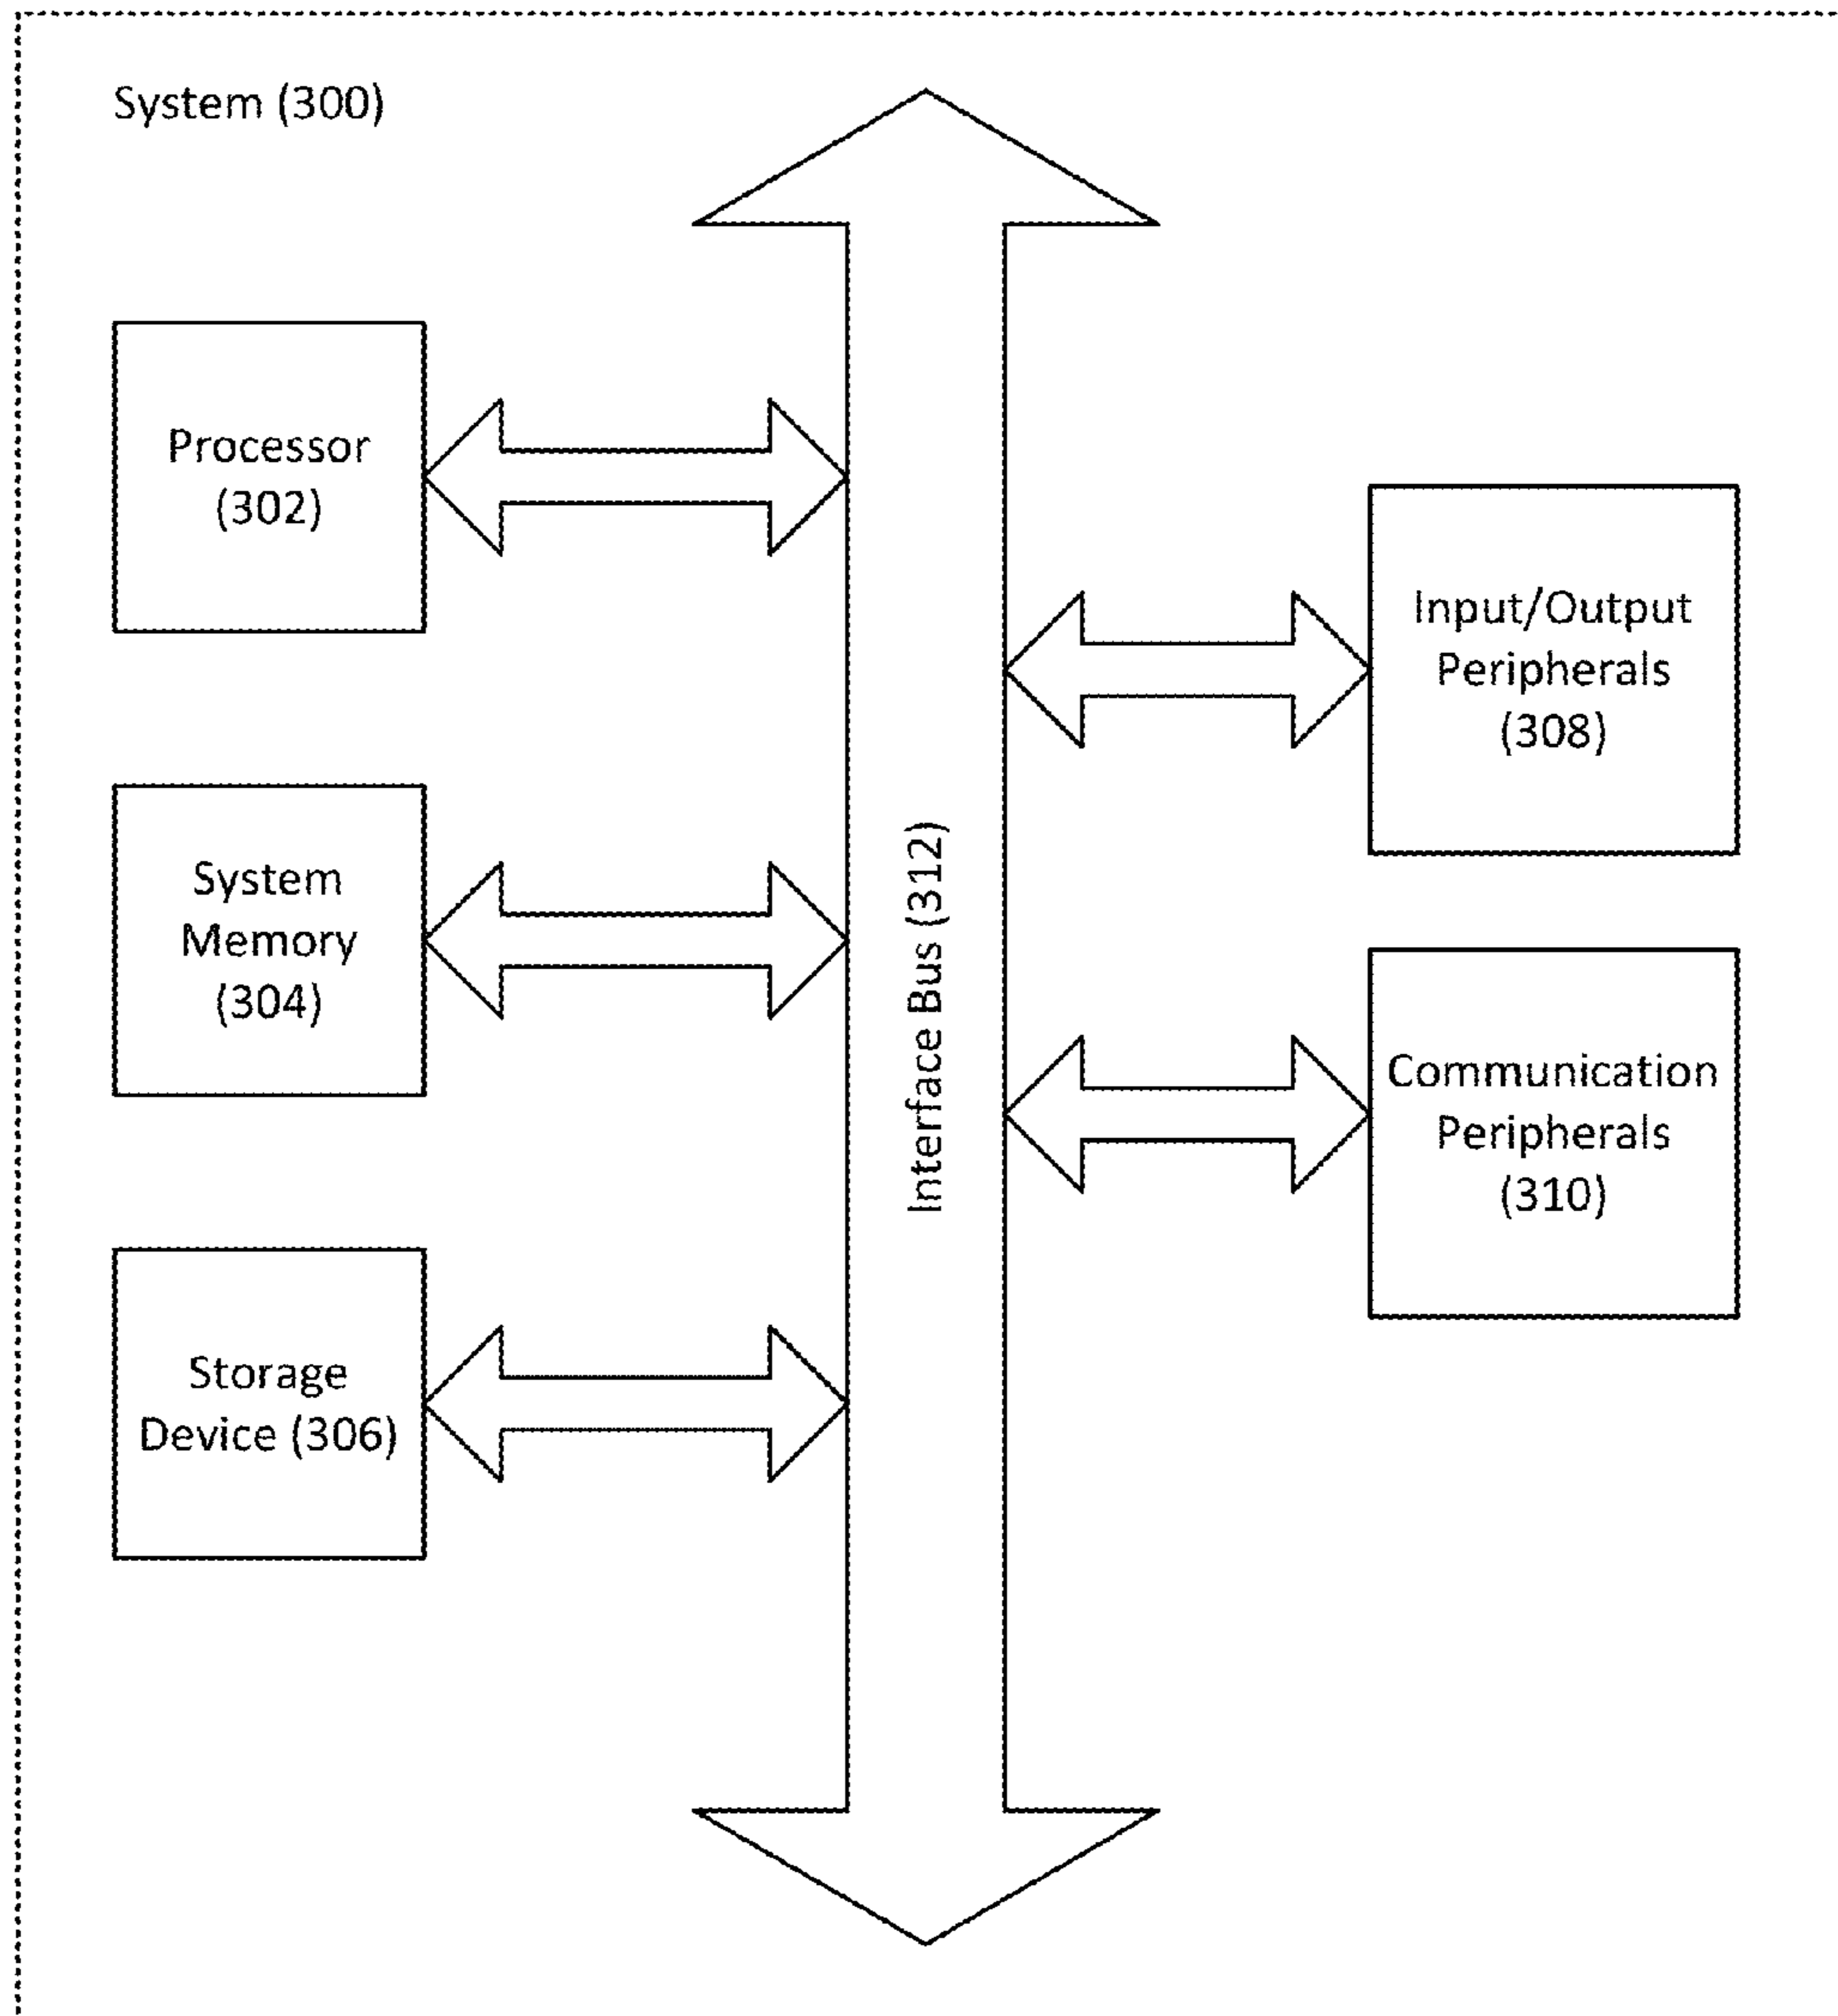 System (300)
Processor
(302)
System
Memory
(304)
Storage
Device (306)
Interface Bus (312)
Input/Output
Peripherals
(308)
Communication
Peripherals
(310)